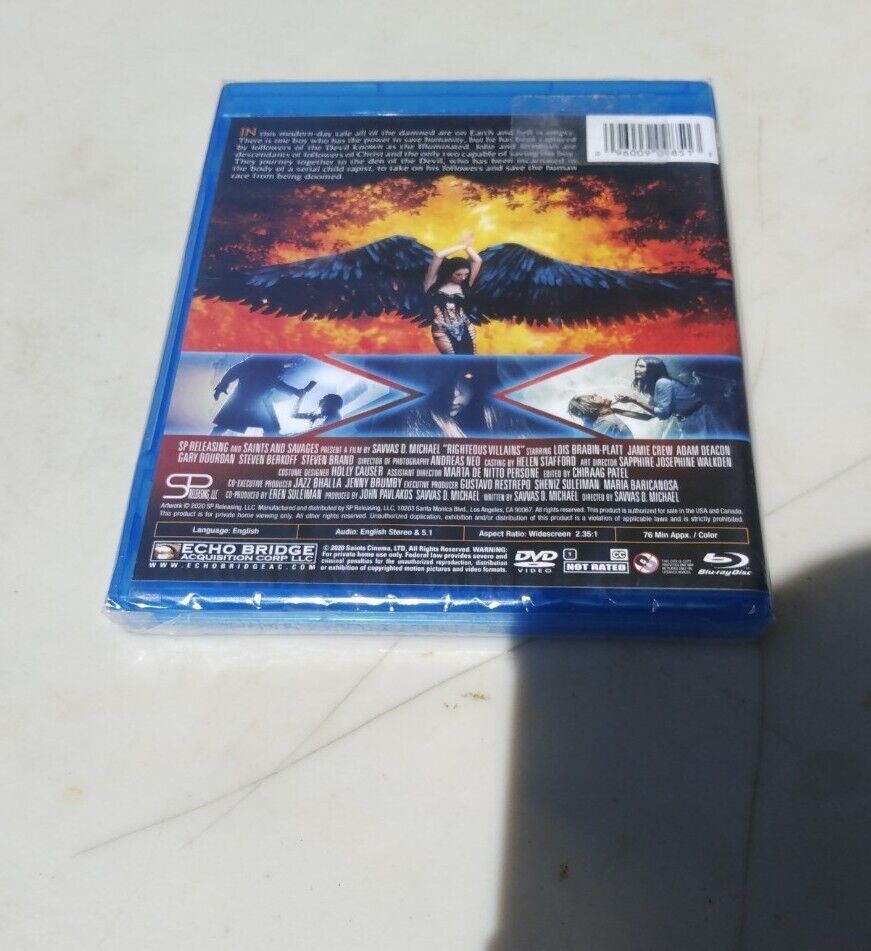 IN this modern-day tale all of the damned are on Earth and hell is empty.
There is one boy who has the power to save humanity, but he has been captured
by followers of the Devil known as the Illuminated. Jolie and Jeremiah are
descendants of followers of Christ and the only two capable of saving the boy.
They journey together to the den of the Devil, who has been incarnated in
the body of a serial child rapist, to take on his followers and save the human
race from being doomed.
96009 09851
SP RELEASING AND SAINTS AND SAVAGES PRESENT A FILM BY SAVVAS D. MICHAEL "RIGHTEOUS VILLAINS" STARRING LOIS BRABIN-PLATT JAMIE CREW ADAM DEACON
GARY DOURDAN STEVEN BERKOFF STEVEN BRAND DIRECTOR OF PHOTOGRAPHY ANDREAS NEO CASTING BY HELEN STAFFORD ART DIRECTOR SAPPHIRE JOSEPHINE WALKDEN
COSTUME DESIGNER HOLLY CAUSER ASSISTANT DIRECTOR MARTA DE NITTO PERSONE EDITED BY CHIRAAG PATEL
CO-EXECUTIVE PRODUCER JAZZ BHALLA JENNY BRUMBY EXECUTIVE PRODUCER GUSTAVO RESTREPO SHENIZ SULEIMAN MARIA BARICANOSA
CO-PRODUCED BY EREN SULEIMAN PRODUCED BY JOHN PAVLAKOS SAVVAS D. MICHAEL WRITTEN BY SAVVAS D. MICHAEL DIRECTED BY SAVVAS D. MICHAEL
SP
RELEASING, LLC
Artwork © 2020 SP Releasing, LLC. Manufactured and distributed by SP Releasing, LLC, 10203 Santa Monica Blvd., Los Angeles, CA 90067. All rights reserved. This product is authorized for sale in the USA and Canada.
This product is for private home viewing only. All other rights reserved. Unauthorized duplication, exhibition and/or distribution of this product is a violation of applicable laws and is strictly prohibited.
Language: English
Audio: English Stereo & 5.1
Aspect Ratio: Widescreen 2.35:1
76 Min Appx. / Color
ECHO BRIDGE
ACQUISITION CORP LLC
WWW.ECHOBRIDGEAC.COM
© 2020 Saints Cinema, LTD, All Rights Reserved. WARNING:
For private home use only. Federal law provides severe civil and
criminal penalties for the unauthorized reproduction, distribution
or exhibition of copyrighted motion pictures and video formats.
DVD
VIDEO
1
CC
NOT RATED
Blu-ray Disc